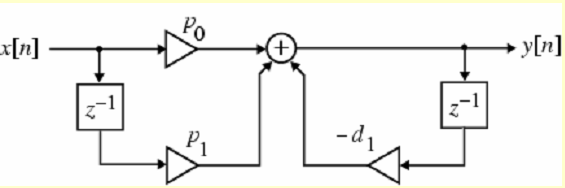 p₀
x[n] + y[n]
z⁻¹ z⁻¹
p₁ -d₁